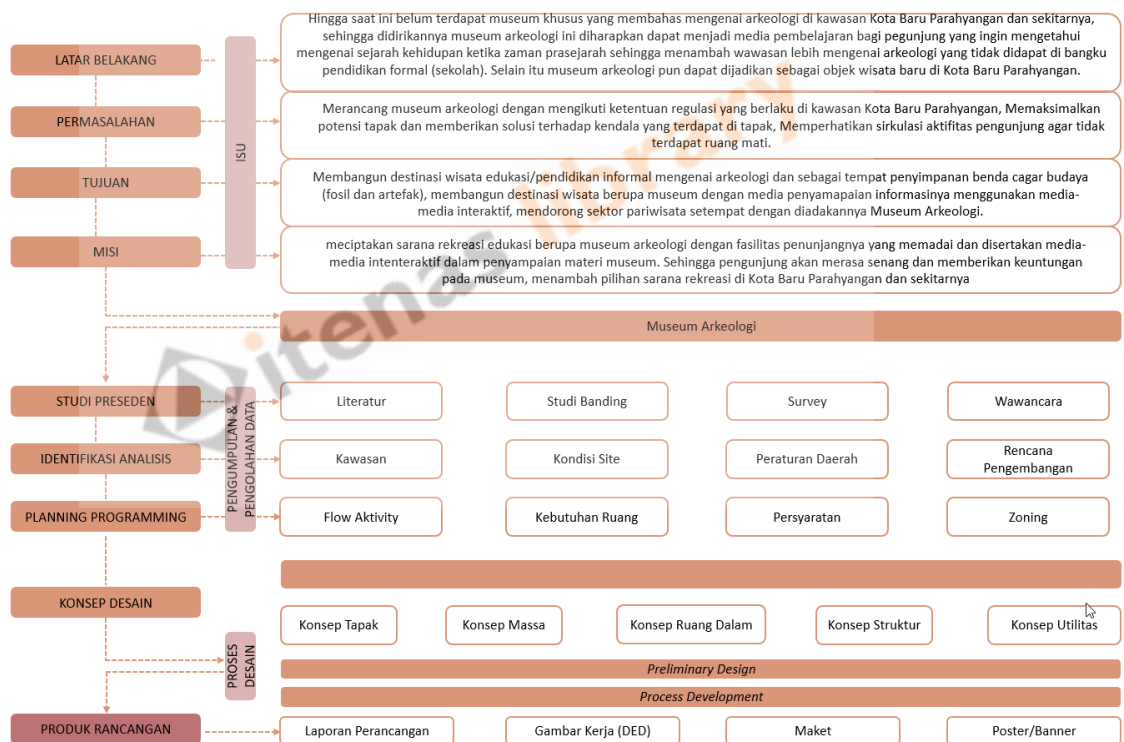 LATAR BELAKANG
Hingga saat ini belum terdapat museum khusus yang membahas mengenai arkeologi di kawasan Kota Baru Parahyangan dan sekitarnya,
sehingga didirikannya museum arkeologi ini diharapkan dapat menjadi media pembelajaran bagi pegunjung yang ingin mengetahui
mengenai sejarah kehidupan ketika zaman prasejarah sehingga menambah wawasan lebih mengenai arkeologi yang tidak didapat di bangku
pendidikan formal (sekolah). Selain itu museum arkeologi pun dapat dijadikan sebagai objek wisata baru di Kota Baru Parahyangan.
PERMASALAHAN
Merancang museum arkeologi dengan mengikuti ketentuan regulasi yang berlaku di kawasan Kota Baru Parahyangan, Memaksimalkan
potensi tapak dan memberikan solusi terhadap kendala yang terdapat di tapak, Memperhatikan sirkulasi aktifitas pengunjung agar tidak
terdapat ruang mati.
ISU
TUJUAN
Membangun destinasi wisata edukasi/pendidikan informal mengenai arkeologi dan sebagai tempat penyimpanan benda cagar budaya
(fosil dan artefak), membangun destinasi wisata berupa museum dengan media penyamapaian informasinya menggunakan media-
media interaktif, mendorong sektor pariwisata setempat dengan diadakannya Museum Arkeologi.
MISI
meciptakan sarana rekreasi edukasi berupa museum arkeologi dengan fasilitas penunjangnya yang memadai dan disertakan media-
media intenteraktif dalam penyampaian materi museum. Sehingga pengunjung akan merasa senang dan memberikan keuntungan
pada museum, menambah pilihan sarana rekreasi di Kota Baru Parahyangan dan sekitarnya
Museum Arkeologi
itenas library
STUDI PRESEDEN
Literatur
Studi Banding
Survey
Wawancara
PENGUMPULAN &
PENGOLAHAN DATA
IDENTIFIKASI ANALISIS
Kawasan
Kondisi Site
Peraturan Daerah
Rencana
Pengembangan
PLANNING PROGRAMMING
Flow Aktivity
Kebutuhan Ruang
Persyaratan
Zoning
KONSEP DESAIN
Konsep Tapak
Konsep Massa
Konsep Ruang Dalam
Konsep Struktur
Konsep Utilitas
PROSES
DESAIN
Preliminary Design
Process Development
PRODUK RANCANGAN
Laporan Perancangan
Gambar Kerja (DED)
Maket
Poster/Banner